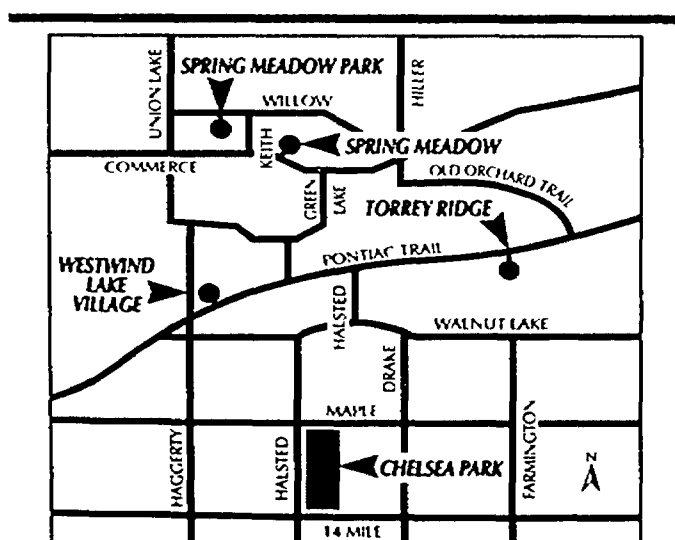 SPRING MEADOW PARK
UNION LAKE
WILLOW
HILLER
KEITH
SPRING MEADOW
COMMERCE
OLD ORCHARD TRAIL
GREEN LAKE
TORREY RIDGE
PONTIAC TRAIL
WESTWIND
LAKE
VILLAGE
HALSTED
WALNUT LAKE
DRAKE
MAPLE
HAGGERTY
HALSTED
CHELSEA PARK
FARMINGTON
N
14 MILE